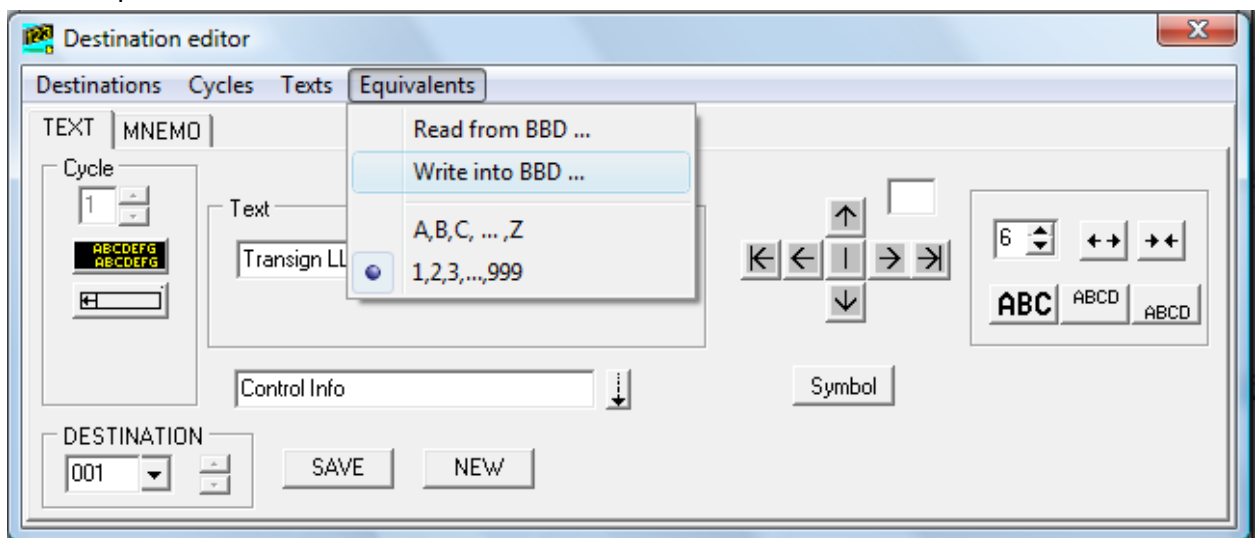 Destination editor
Destinations Cycles Texts Equivalents
TEXT MNEMO
Read from BBD ...
Write into BBD ...
A,B,C, ... ,Z
1,2,3,...,999
Cycle
1
ABCDEFG
ABCDEFG
Text
Transign LL
6
ABC ABCD ABCD
Control Info
Symbol
DESTINATION
001
SAVE NEW